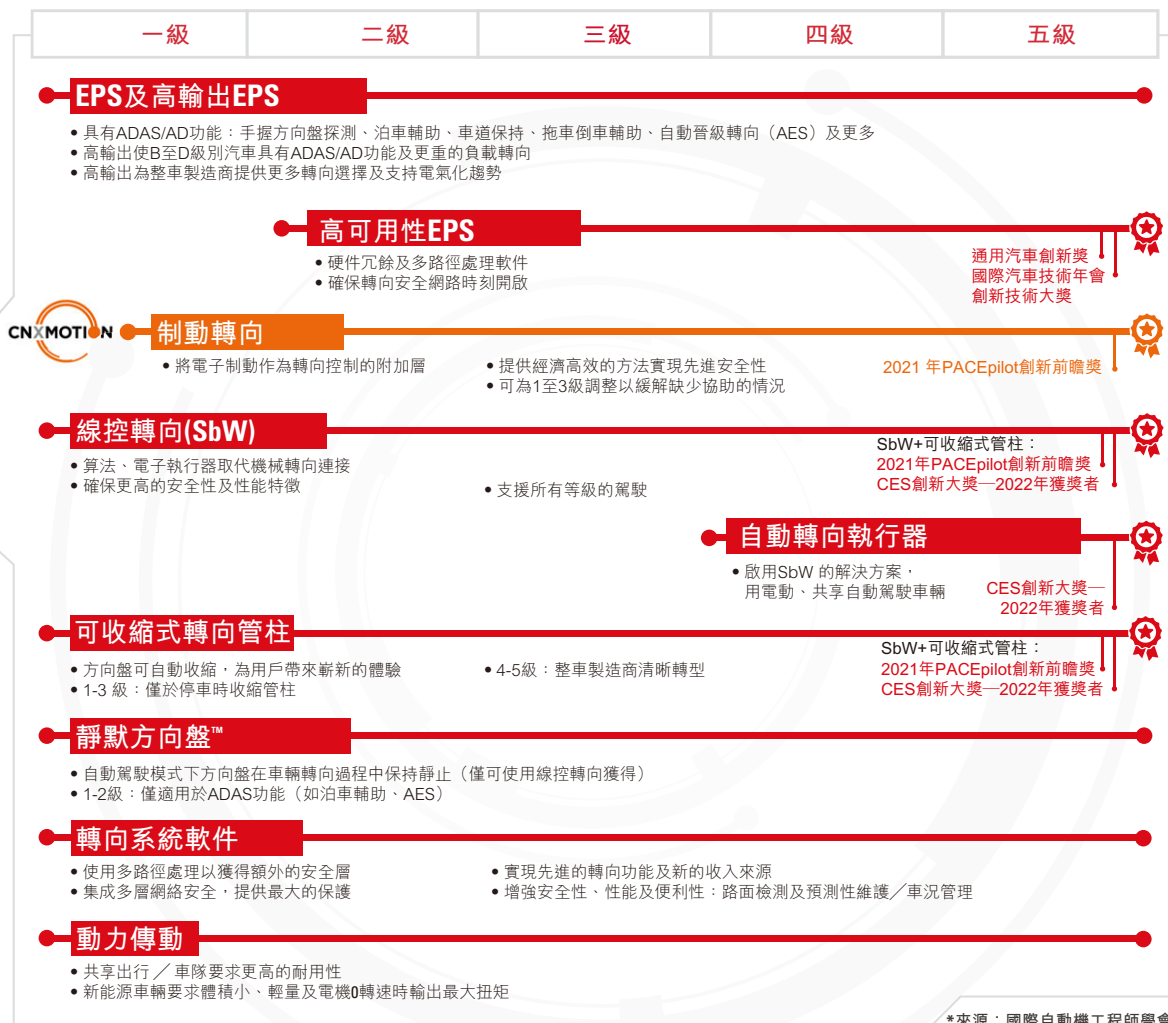 一級 二級 三級 四級 五級
EPS及高輸出EPS
• 具有ADAS/AD功能：手握方向盤探測、泊車輔助、車道保持、拖車倒車輔助、自動晉級轉向（AES）及更多
• 高輸出使B至D級別汽車具有ADAS/AD功能及更重的負載轉向
• 高輸出為整車製造商提供更多轉向選擇及支持電氣化趨勢
高可用性EPS
• 硬件冗餘及多路徑處理軟件
• 確保轉向安全網路時刻開啟
通用汽車創新獎
國際汽車技術年會
創新技術大獎
CNXMOTION
制動轉向
• 將電子制動作為轉向控制的附加層
• 提供經濟高效的方法實現先進安全性
• 可為1至3級調整以緩解缺少協助的情況
2021 年PACEpilot創新前瞻獎
線控轉向(SbW)
• 算法、電子執行器取代機械轉向連接
• 確保更高的安全性及性能特徵
• 支援所有等級的駕駛
SbW+可收縮式管柱：
2021年PACEpilot創新前瞻獎
CES創新大獎—2022年獲獎者
自動轉向執行器
• 啟用SbW 的解決方案，
用電動、共享自動駕駛車輛
CES創新大獎—
2022年獲獎者
可收縮式轉向管柱
• 方向盤可自動收縮，為用戶帶來嶄新的體驗
• 1-3 級：僅於停車時收縮管柱
• 4-5級：整車製造商清晰轉型
SbW+可收縮式管柱：
2021年PACEpilot創新前瞻獎
CES創新大獎—2022年獲獎者
靜默方向盤™
• 自動駕駛模式下方向盤在車輛轉向過程中保持靜止（僅可使用線控轉向獲得）
• 1-2級：僅適用於ADAS功能（如泊車輔助、AES）
轉向系統軟件
• 使用多路徑處理以獲得額外的安全層
• 集成多層網絡安全，提供最大的保護
• 實現先進的轉向功能及新的收入來源
• 增強安全性、性能及便利性：路面檢測及預測性維護／車況管理
動力傳動
• 共享出行 ／ 車隊要求更高的耐用性
• 新能源車輛要求體積小、輕量及電機0轉速時輸出最大扭矩
*來源：國際自動機工程師學會